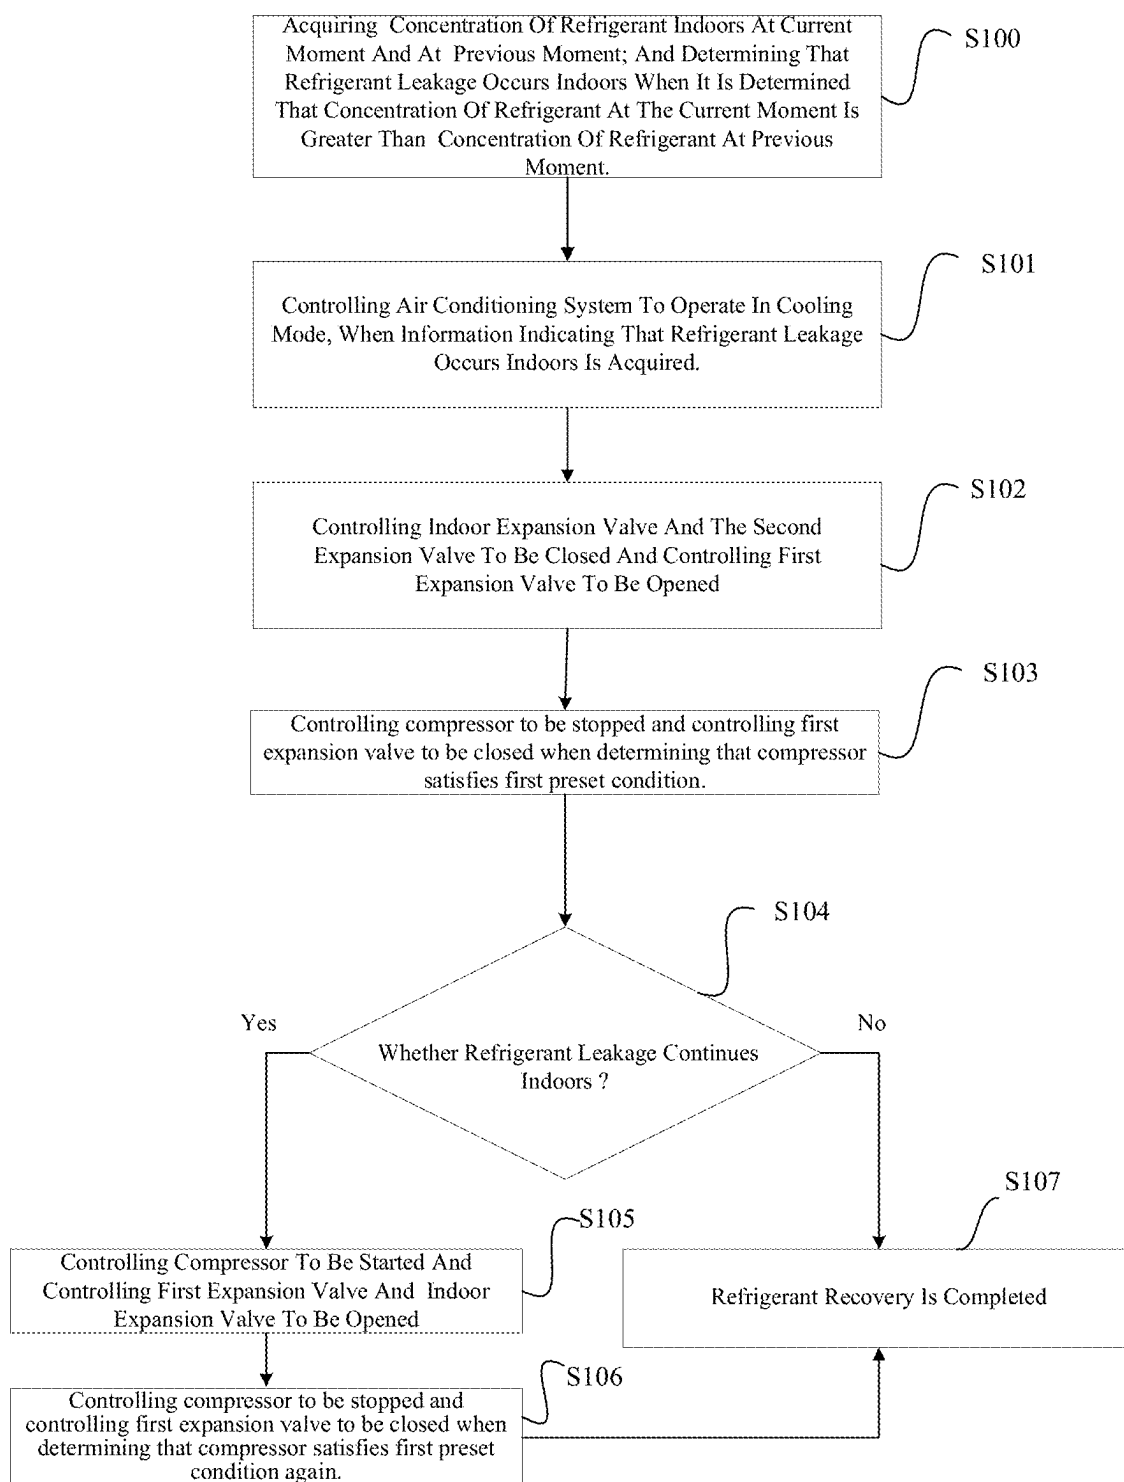 Acquiring Concentration Of Refrigerant Indoors At Current
Moment And At Previous Moment; And Determining That
Refrigerant Leakage Occurs Indoors When It Is Determined
That Concentration Of Refrigerant At The Current Moment Is
Greater Than Concentration Of Refrigerant At Previous
Moment.
S100
Controlling Air Conditioning System To Operate In Cooling
Mode, When Information Indicating That Refrigerant Leakage
Occurs Indoors Is Acquired.
S101
Controlling Indoor Expansion Valve And The Second
Expansion Valve To Be Closed And Controlling First
Expansion Valve To Be Opened
S102
Controlling compressor to be stopped and controlling first
expansion valve to be closed when determining that compressor
satisfies first preset condition.
S103
S104
Whether Refrigerant Leakage Continues
Indoors ?
Yes
No
S105
Controlling Compressor To Be Started And
Controlling First Expansion Valve And Indoor
Expansion Valve To Be Opened
S107
Refrigerant Recovery Is Completed
S106
Controlling compressor to be stopped and
controlling first expansion valve to be closed when
determining that compressor satisfies first preset
condition again.